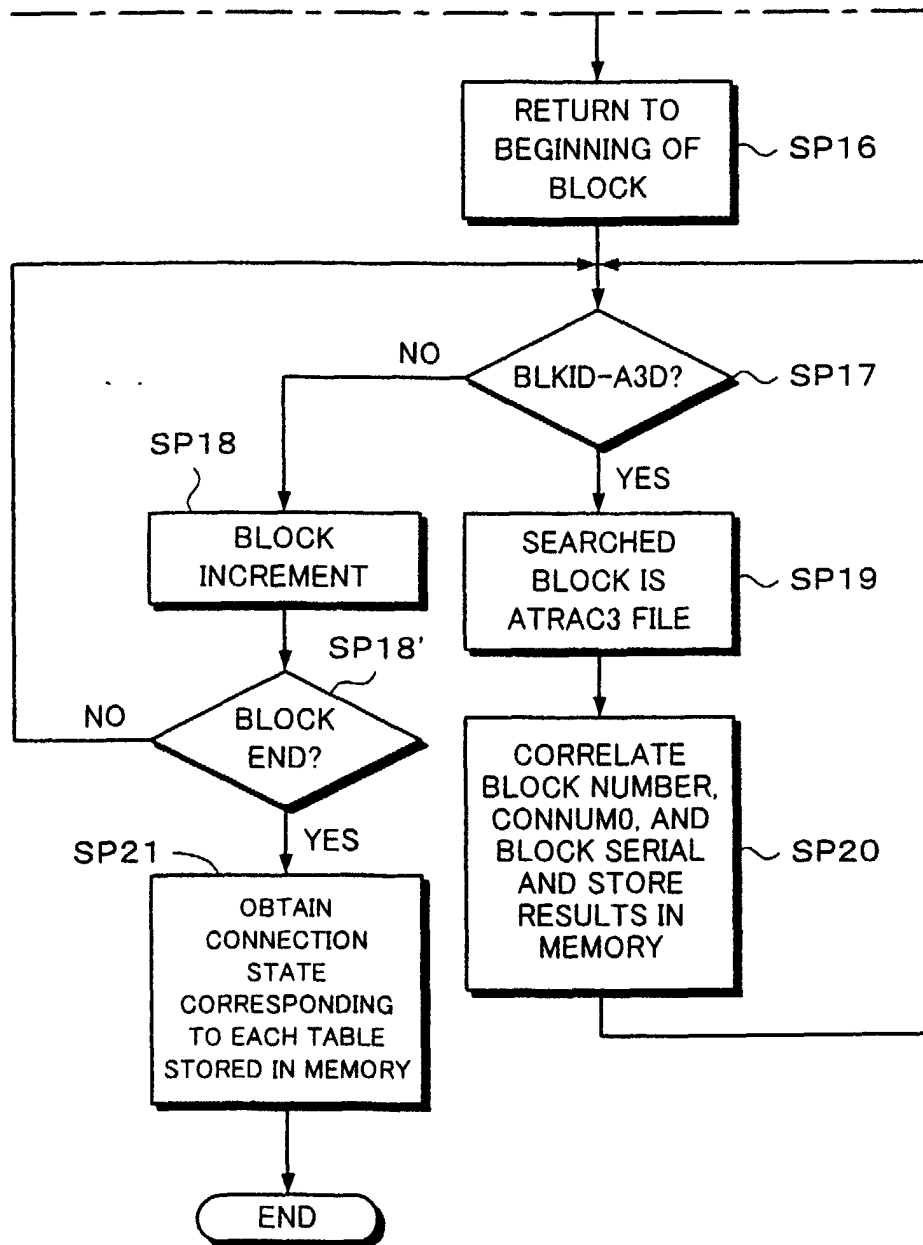 RETURN TO
BEGINNING OF
BLOCK
SP16
NO
BLKID-A3D?
SP17
SP18
YES
BLOCK
INCREMENT
SEARCHED
BLOCK IS
ATRAC3 FILE
SP19
SP18'
NO
BLOCK
END?
CORRELATE
BLOCK NUMBER,
CONNUM0, AND
BLOCK SERIAL
AND STORE
RESULTS IN
MEMORY
SP20
YES
SP21
OBTAIN
CONNECTION
STATE
CORRESPONDING
TO EACH TABLE
STORED IN MEMORY
END